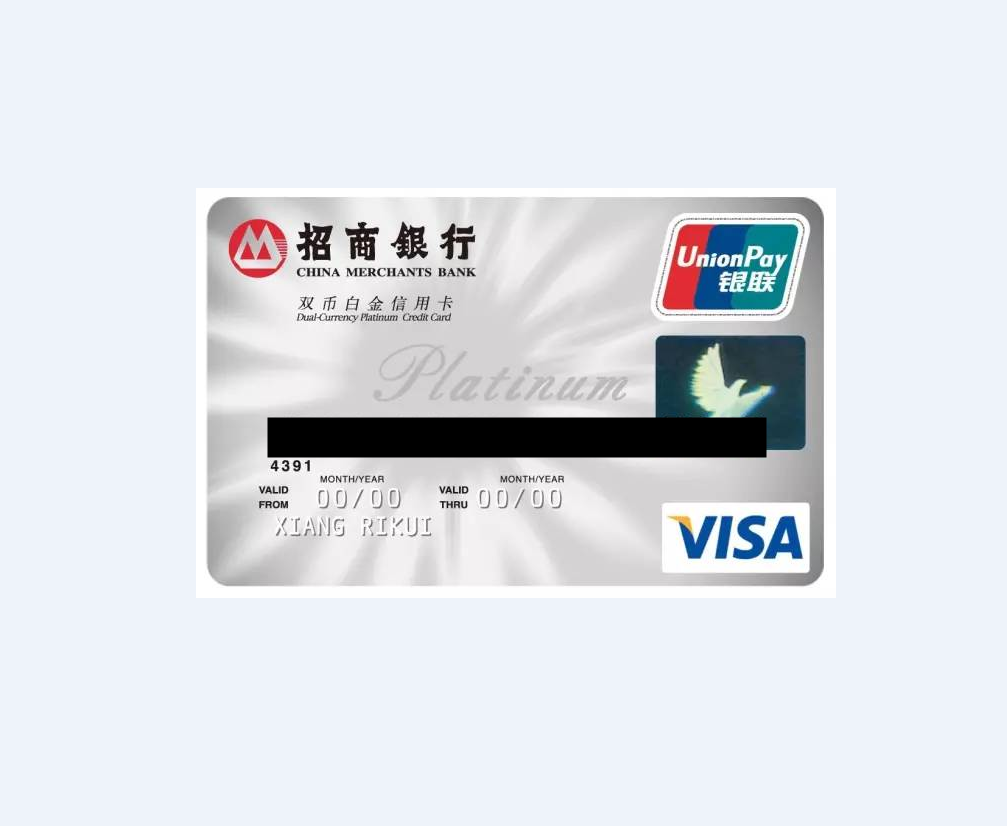 招商銀行
CHINA MERCHANTS BANK
双币白金信用卡
Dual-Currency Platinum Credit Card
UnionPay
银联
Platinum
4391
MONTH/YEAR MONTH/YEAR
VALID FROM 00/00 VALID THRU 00/00
XIANG RIKUI
VISA